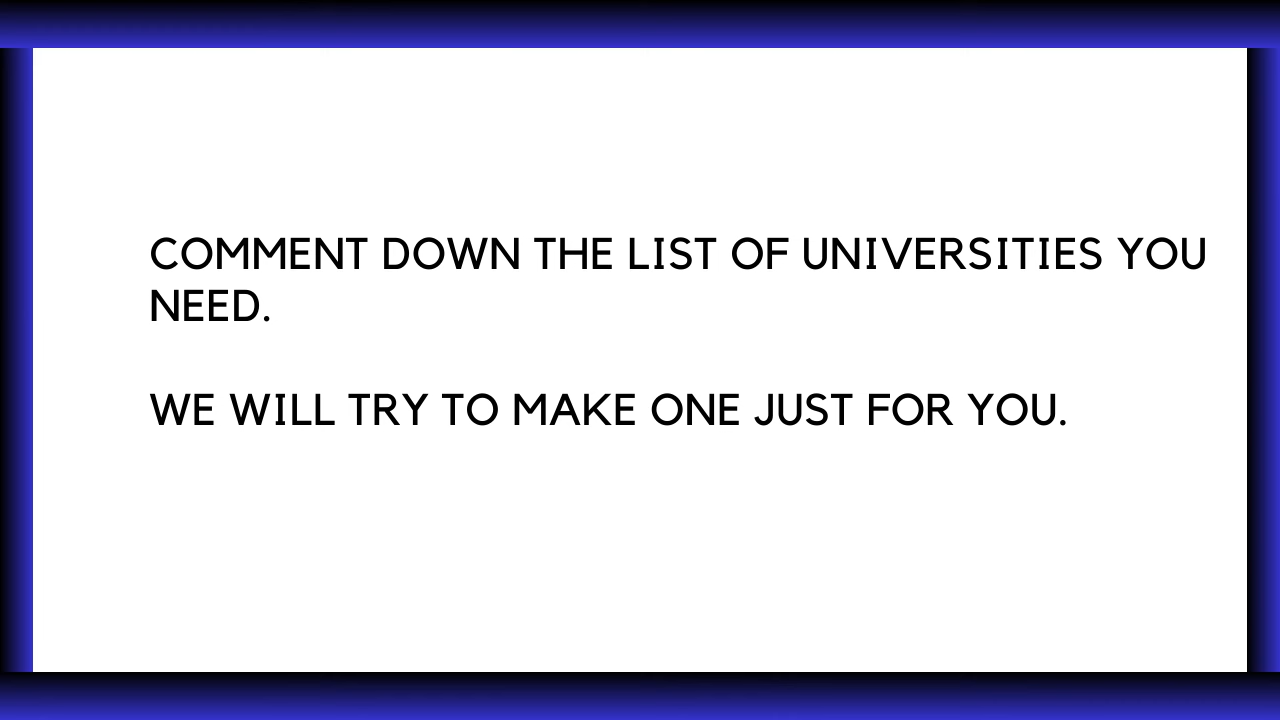 COMMENT DOWN THE LIST OF UNIVERSITIES YOU
NEED.
WE WILL TRY TO MAKE ONE JUST FOR YOU.